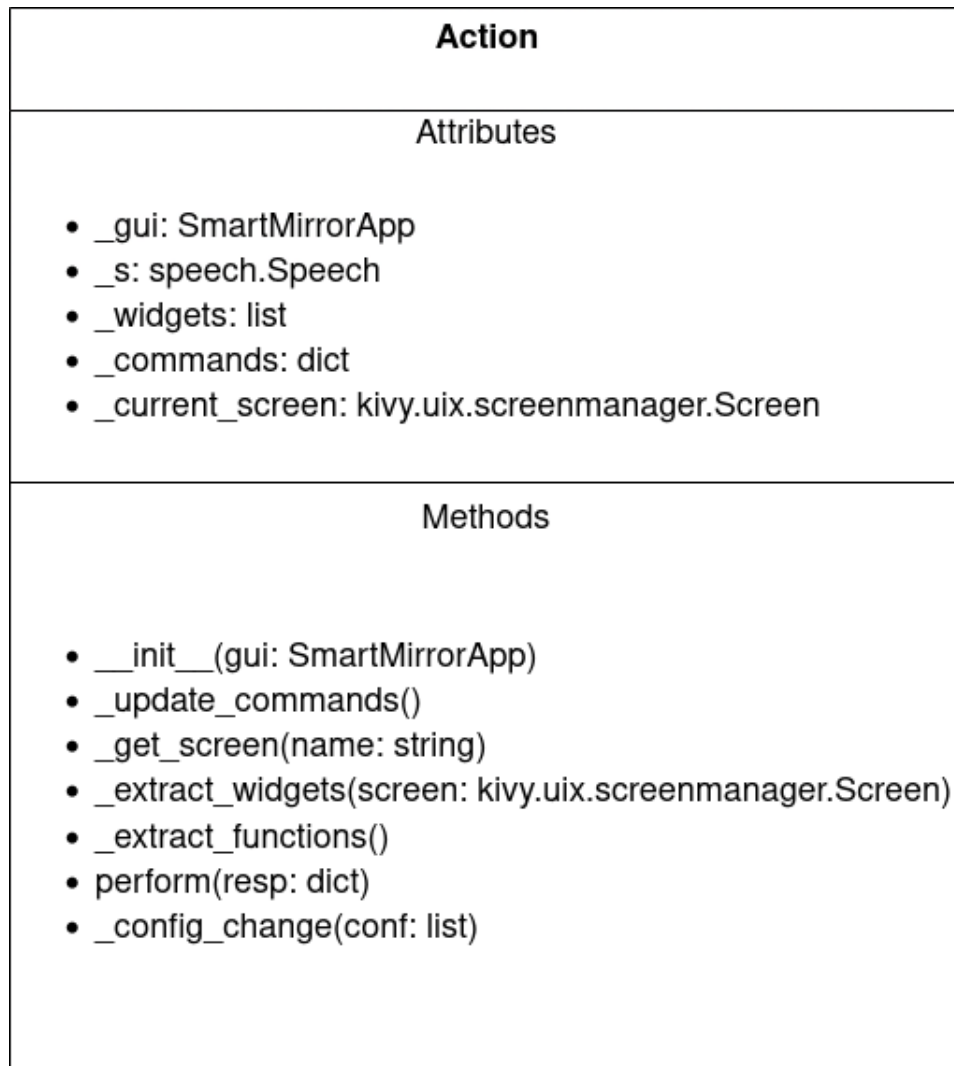 Action
Attributes
• _gui: SmartMirrorApp
• _s: speech.Speech
• _widgets: list
• _commands: dict
• _current_screen: kivy.uix.screenmanager.Screen
Methods
• __init__(gui: SmartMirrorApp)
• _update_commands()
• _get_screen(name: string)
• _extract_widgets(screen: kivy.uix.screenmanager.Screen)
• _extract_functions()
• perform(resp: dict)
• _config_change(conf: list)